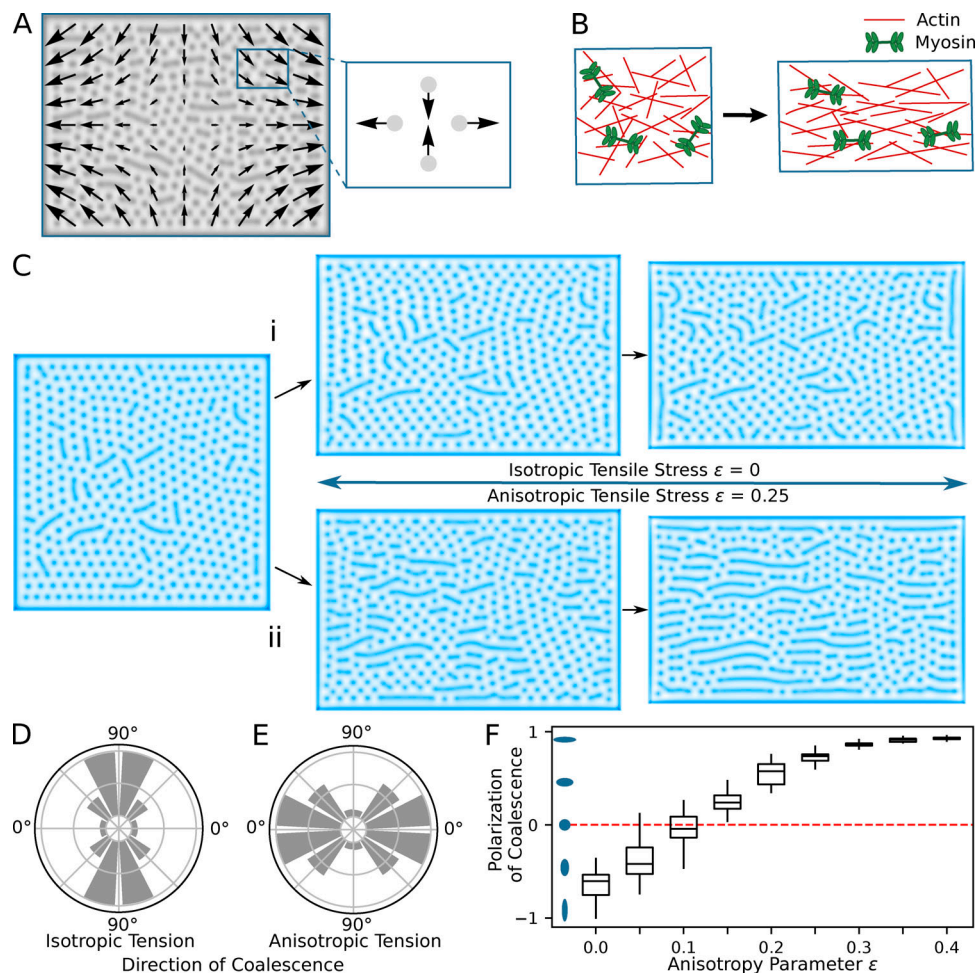 A
B
Actin
Myosin
C
i
Isotropic Tensile Stress ε = 0
Anisotropic Tensile Stress ε = 0.25
ii
D
90°
0°
0°
90°
Isotropic Tension
E
90°
0°
0°
90°
Anisotropic Tension
Direction of Coalescence
F
Polarization
of Coalescence
1
0
−1
0.0
0.1
0.2
0.3
0.4
Anisotropy Parameter ε